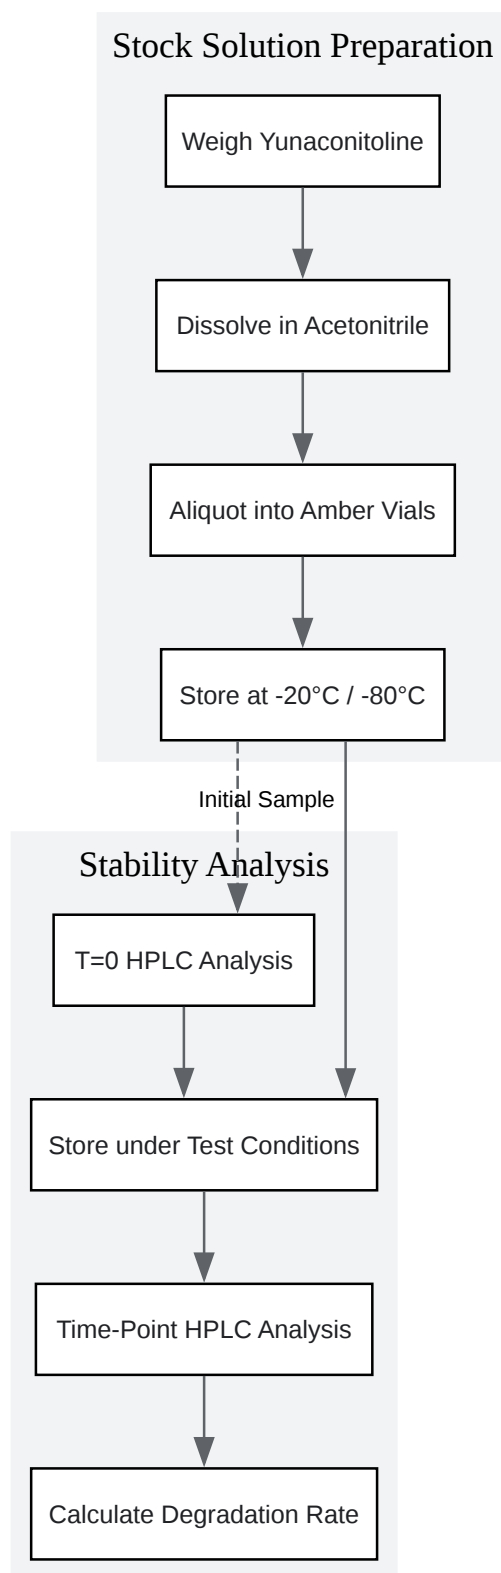 Stock Solution Preparation
Weigh Yunaconitoline
Dissolve in Acetonitrile
Aliquot into Amber Vials
Store at -20°C / -80°C
Initial Sample
Stability Analysis
T=0 HPLC Analysis
Store under Test Conditions
Time-Point HPLC Analysis
Calculate Degradation Rate